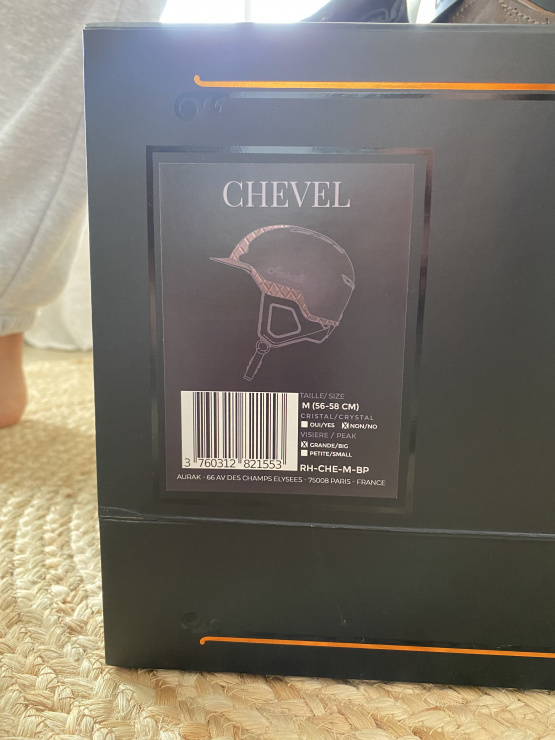 CHEVEL
TAILLE/ SIZE
M (56-58 CM)
CRISTAL/CRYSTAL
OUI/YES NON/NO
VISIERE / PEAK
GRANDE/BIG
PETITE/SMALL
3 760312 821553
RH-CHE-M-BP
AURAK - 66 AV DES CHAMPS ELYSEES - 75008 PARIS - FRANCE